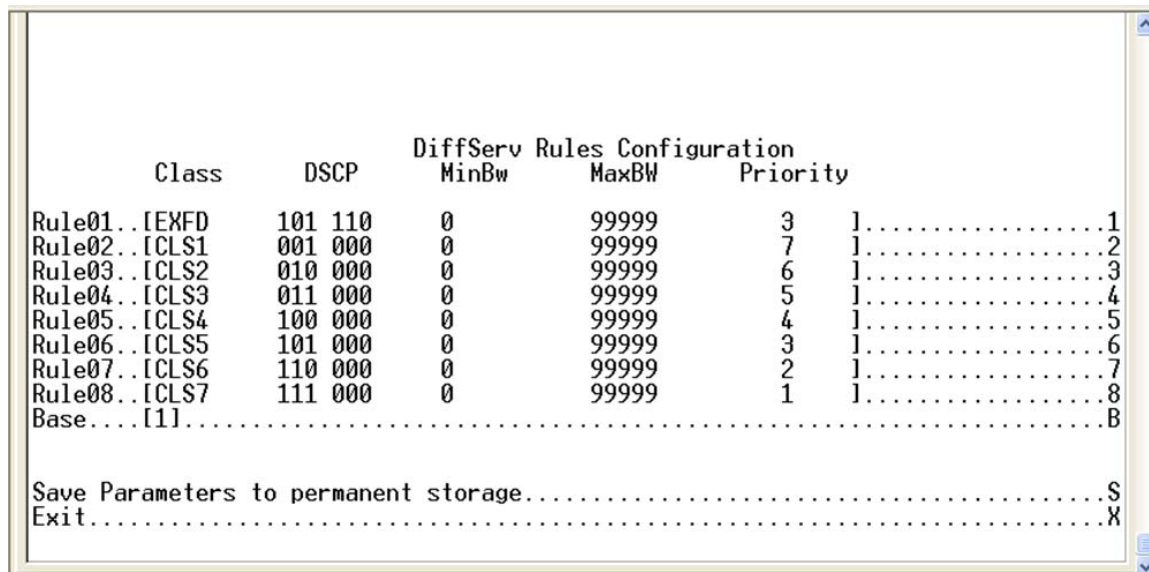 DiffServ Rules Configuration
Class DSCP MinBw MaxBW Priority
Rule01..[EXFD 101 110 0 99999 3 ]...................1
Rule02..[CLS1 001 000 0 99999 7 ]...................2
Rule03..[CLS2 010 000 0 99999 6 ]...................3
Rule04..[CLS3 011 000 0 99999 5 ]...................4
Rule05..[CLS4 100 000 0 99999 4 ]...................5
Rule06..[CLS5 101 000 0 99999 3 ]...................6
Rule07..[CLS6 110 000 0 99999 2 ]...................7
Rule08..[CLS7 111 000 0 99999 1 ]...................8
Base....[1].......................................................................B
Save Parameters to permanent storage............................................S
Exit.............................................................................X